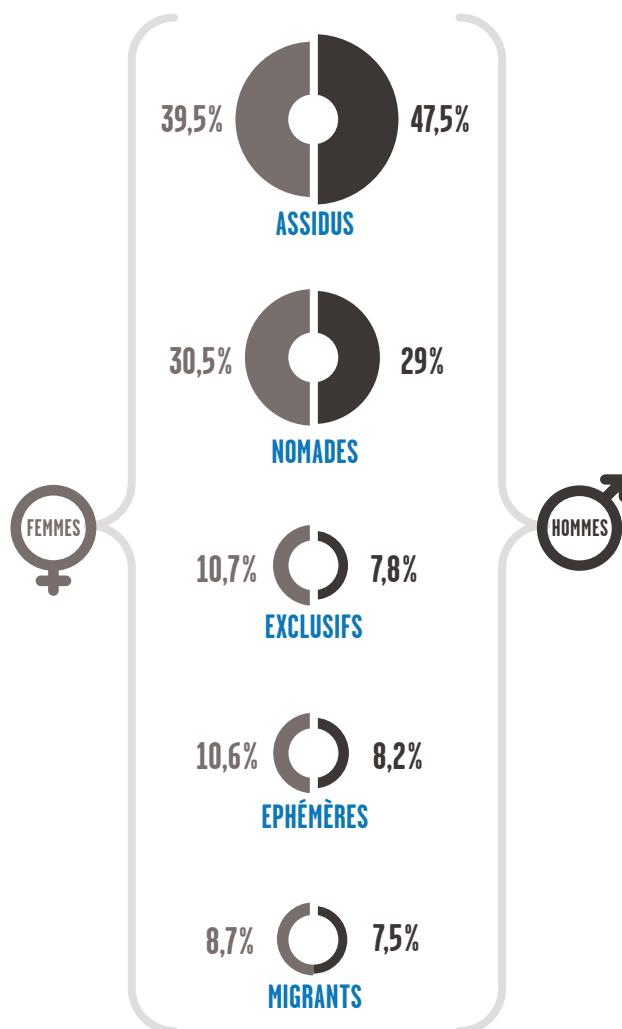 39,5% 47,5%
ASSIDUS
30,5% 29%
NOMADES
FEMMES HOMMES
10,7% 7,8%
EXCLUSIFS
10,6% 8,2%
EPHÉMÈRES
8,7% 7,5%
MIGRANTS